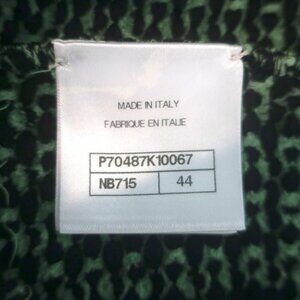 MADE IN ITALY
FABRIQUE EN ITALIE
P70487K10067
NB715 44